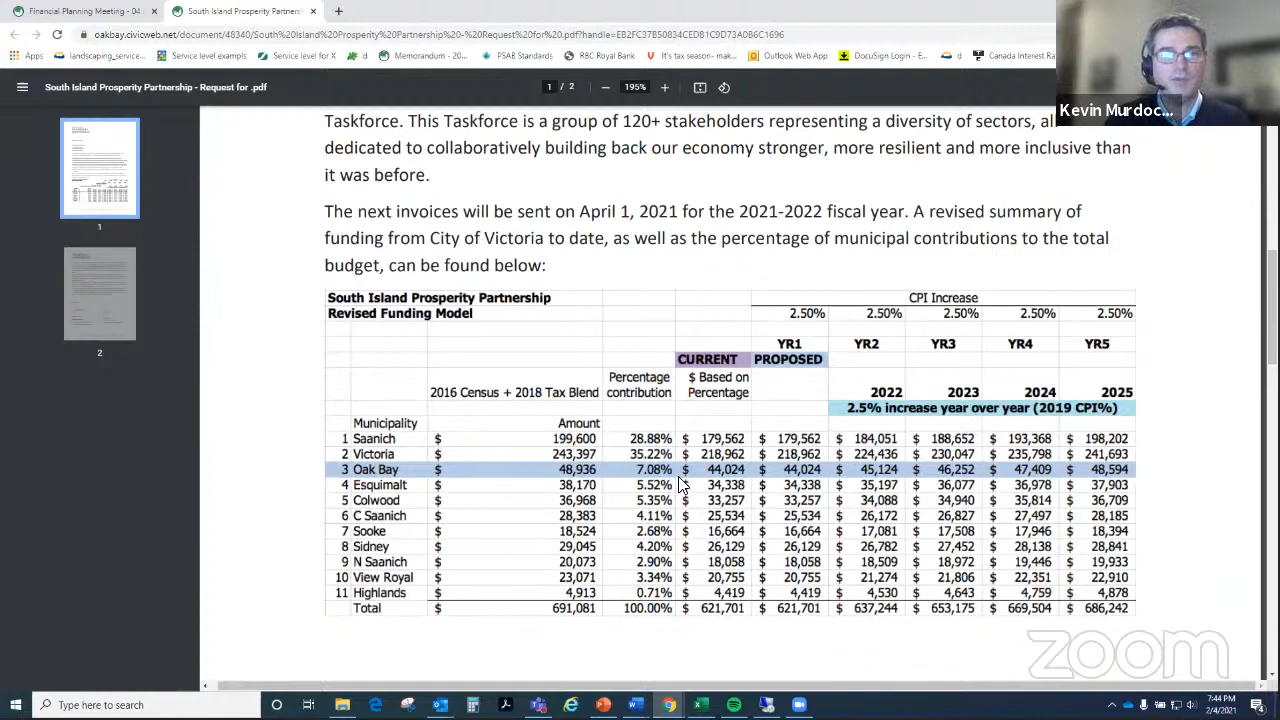 Financial Planning Meeting - 04
South Island Prosperity Partners
oakbay.civicweb.net/document/48340/South Island Prosperity Partnership - Request for .pdf?handle=EB2FC37B50834CED81C9D73A0B6C1696
Apps
landscaping_service...
Service level examples
Service level for X
d
Memorandum - 2020...
PSAB Standards
RBC Royal Bank
It's tax season- mak...
Outlook Web App
DocuSign Login - E...
d
Canada Interest Ra
Kevin Murdoc...
South Island Prosperity Partnership - Request for .pdf
1 / 2
195%
1
2
Taskforce. This Taskforce is a group of 120+ stakeholders representing a diversity of sectors, al
dedicated to collaboratively building back our economy stronger, more resilient and more inclusive than
it was before.
The next invoices will be sent on April 1, 2021 for the 2021-2022 fiscal year. A revised summary of
funding from City of Victoria to date, as well as the percentage of municipal contributions to the total
budget, can be found below:
South Island Prosperity Partnership CPI Increase
Revised Funding Model 2.50% 2.50% 2.50% 2.50% 2.50%
YR1 YR2 YR3 YR4 YR5
CURRENT PROPOSED
Percentage $ Based on
2016 Census + 2018 Tax Blend contribution Percentage 2022 2023 2024 2025
2.5% increase year over year (2019 CPI%)
Municipality Amount
1 Saanich $ 199,600 28.88% $ 179,562 $ 179,562 $ 184,051 $ 188,652 $ 193,368 $ 198,202
2 Victoria $ 243,397 35.22% $ 218,962 $ 218,962 $ 224,436 $ 230,047 $ 235,798 $ 241,693
3 Oak Bay $ 48,936 7.08% $ 44,024 $ 44,024 $ 45,124 $ 46,252 $ 47,409 $ 48,594
4 Esquimalt $ 38,170 5.52% $ 34,338 $ 34,338 $ 35,197 $ 36,077 $ 36,978 $ 37,903
5 Colwood $ 36,968 5.35% $ 33,257 $ 33,257 $ 34,088 $ 34,940 $ 35,814 $ 36,709
6 C Saanich $ 28,383 4.11% $ 25,534 $ 25,534 $ 26,172 $ 26,827 $ 27,497 $ 28,185
7 Sooke $ 18,524 2.68% $ 16,664 $ 16,664 $ 17,081 $ 17,508 $ 17,946 $ 18,394
8 Sidney $ 29,045 4.20% $ 26,129 $ 26,129 $ 26,782 $ 27,452 $ 28,138 $ 28,841
9 N Saanich $ 20,073 2.90% $ 18,058 $ 18,058 $ 18,509 $ 18,972 $ 19,446 $ 19,933
10 View Royal $ 23,071 3.34% $ 20,755 $ 20,755 $ 21,274 $ 21,806 $ 22,351 $ 22,910
11 Highlands $ 4,913 0.71% $ 4,419 $ 4,419 $ 4,530 $ 4,643 $ 4,759 $ 4,878
Total $ 691,081 100.00% $ 621,701 $ 621,701 $ 637,244 $ 653,175 $ 669,504 $ 686,242
zoom
Type here to search
7:44 PM
2/4/2021